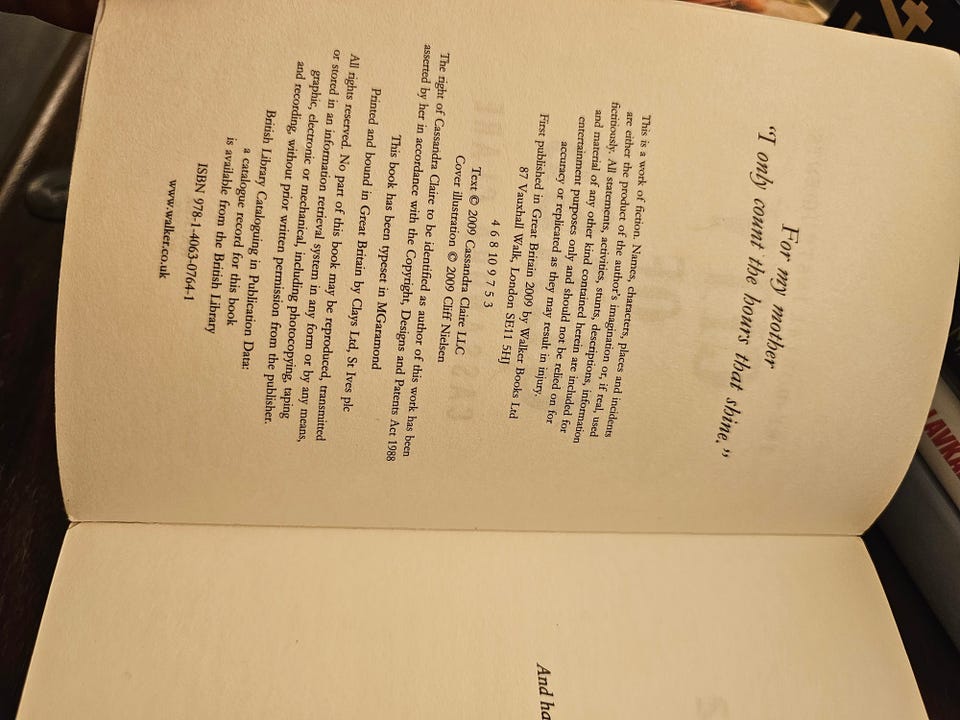 For my mother
"I only count the hours that shine."
This is a work of fiction. Names, characters, places and incidents
are either the product of the author's imagination or, if real, used
fictitiously. All statements, activities, stunts, descriptions, information
and material of any other kind contained herein are included for
entertainment purposes only and should not be relied on for
accuracy or replicated as they may result in injury.
First published in Great Britain 2009 by Walker Books Ltd
87 Vauxhall Walk, London SE11 5HJ
4 6 8 10 9 7 5 3
Text © 2009 Cassandra Claire LLC
Cover illustration © 2009 Cliff Nielsen
The right of Cassandra Claire to be identified as author of this work has been
asserted by her in accordance with the Copyright, Designs and Patents Act 1988
This book has been typeset in MGaramond
Printed and bound in Great Britain by Clays Ltd, St Ives plc
All rights reserved. No part of this book may be reproduced, transmitted
or stored in an information retrieval system in any form or by any means,
graphic, electronic or mechanical, including photocopying, taping
and recording, without prior written permission from the publisher.
British Library Cataloguing in Publication Data:
a catalogue record for this book
is available from the British Library
ISBN 978-1-4063-0764-1
www.walker.co.uk
And ha
4